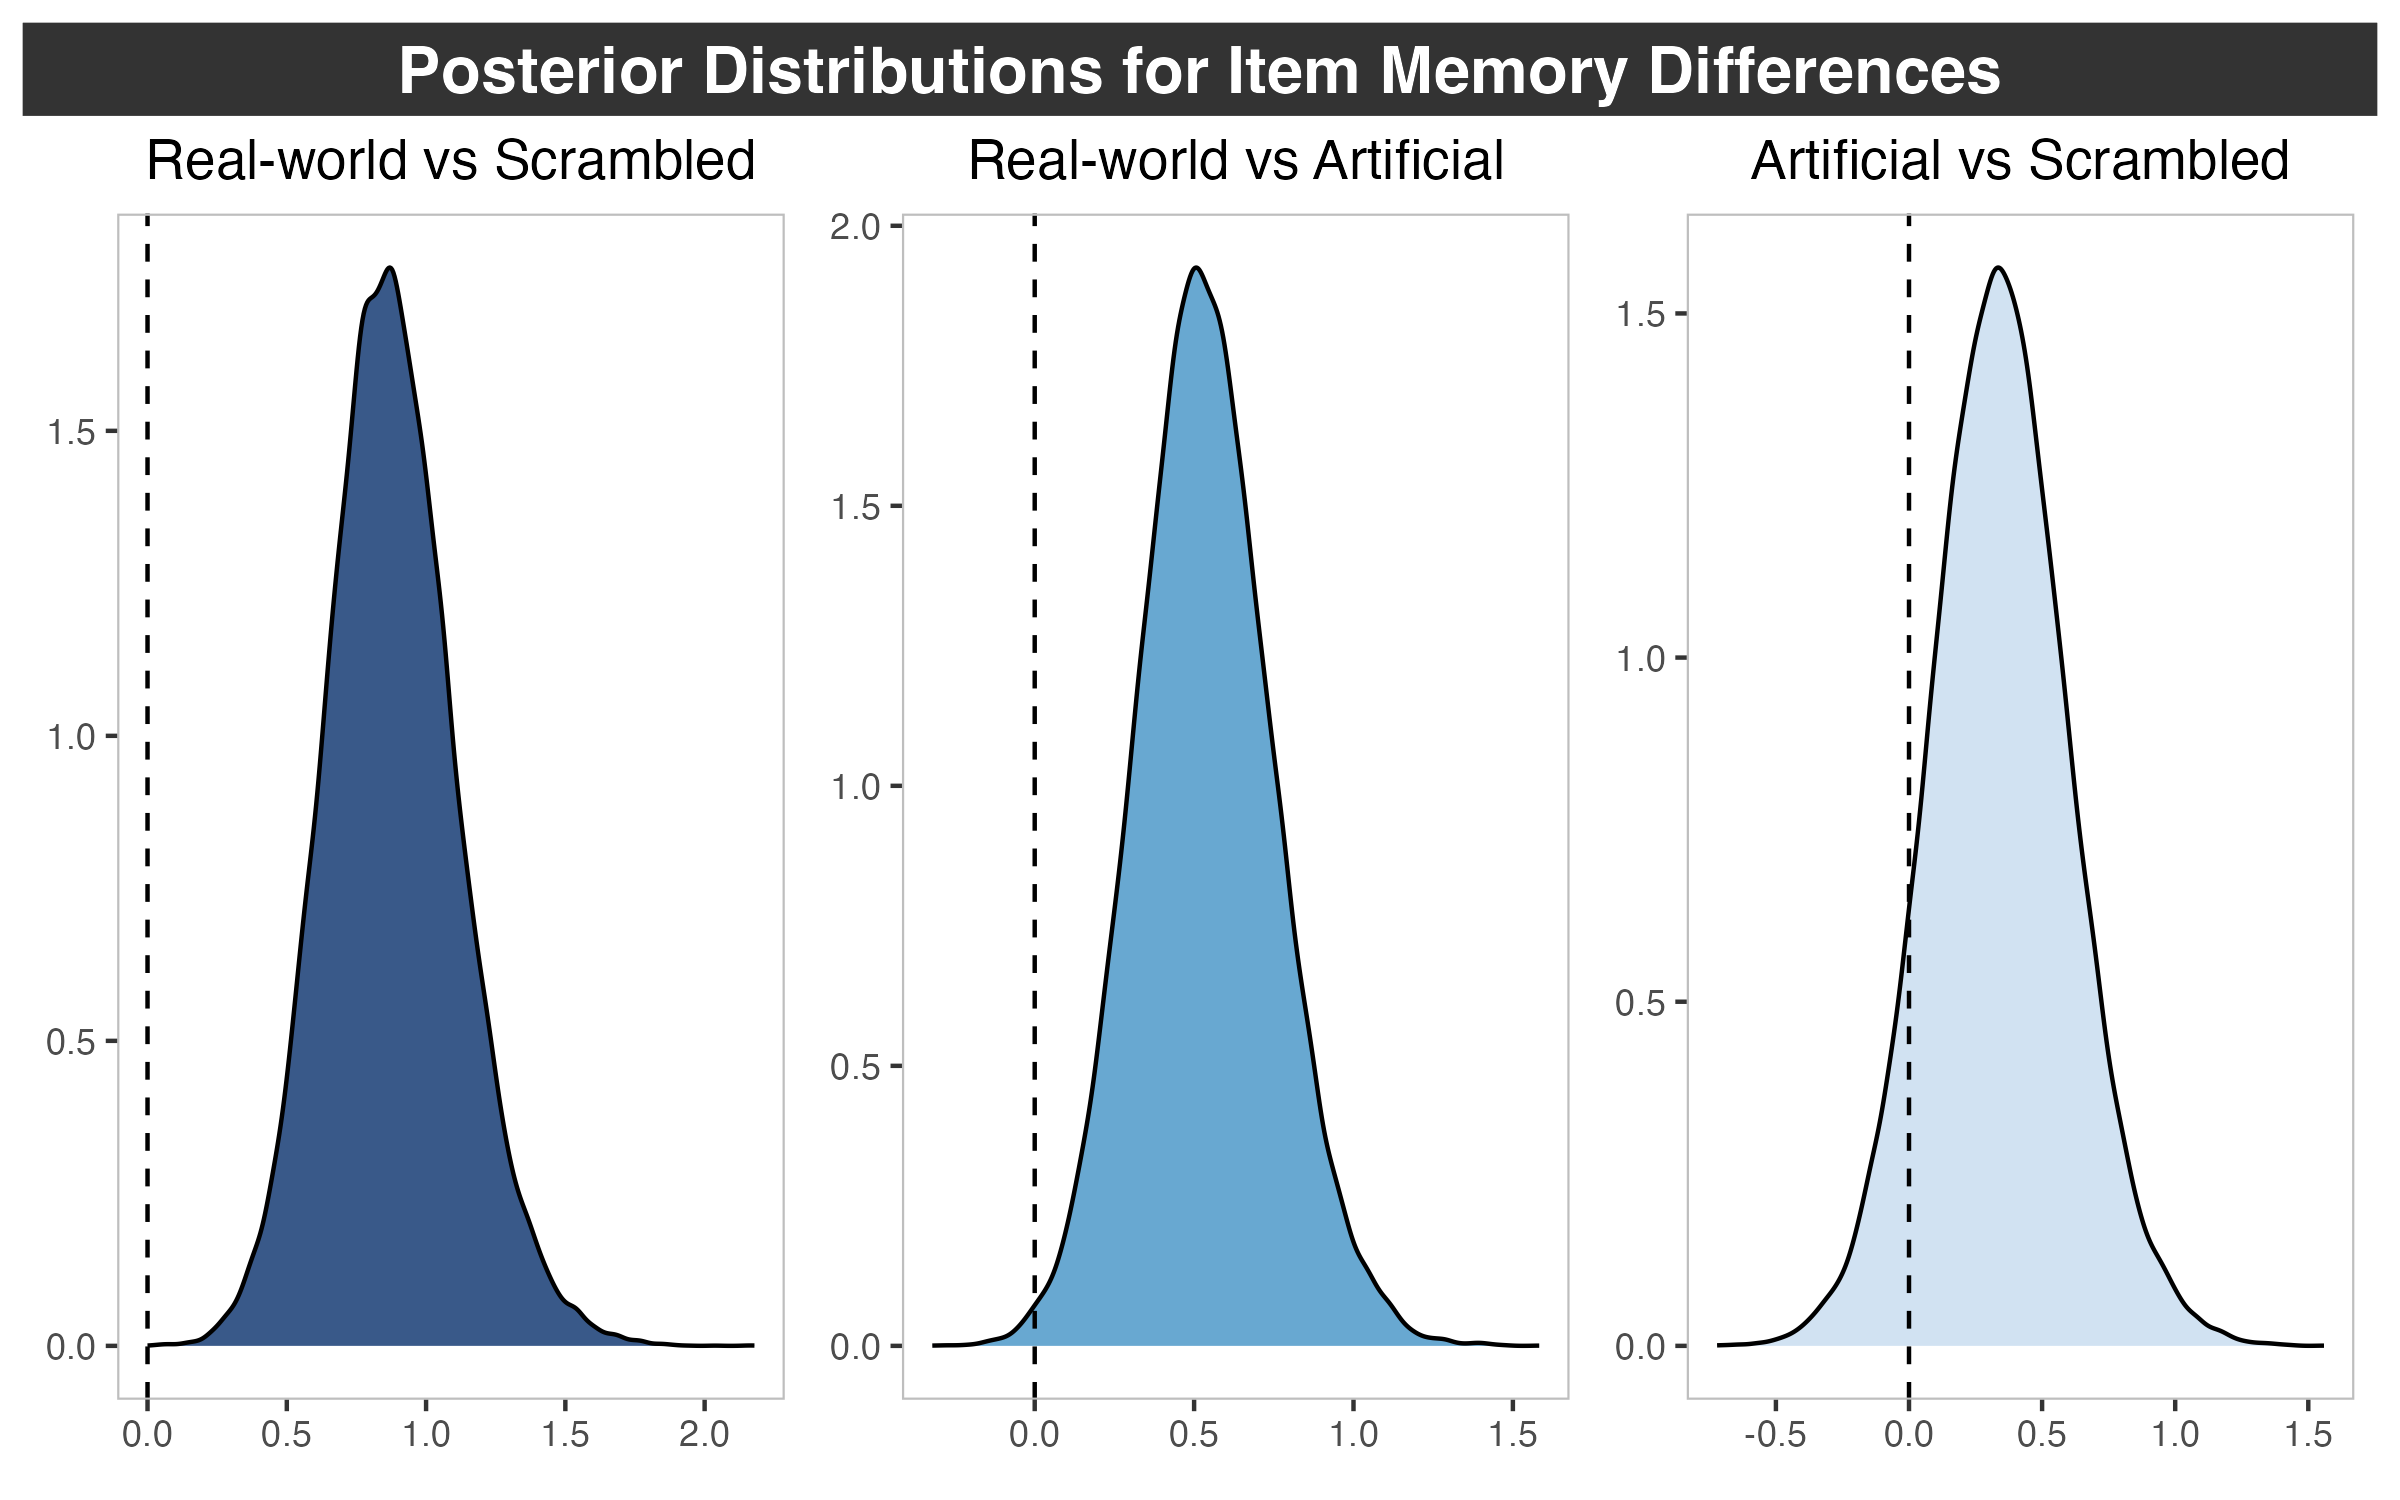 Posterior Distributions for Item Memory Differences
Real-world vs Scrambled
1.5
1.0
0.5
0.0
0.0 0.5 1.0 1.5 2.0
Real-world vs Artificial
2.0
1.5
1.0
0.5
0.0
0.0 0.5 1.0 1.5
Artificial vs Scrambled
1.5
1.0
0.5
0.0
-0.5 0.0 0.5 1.0 1.5